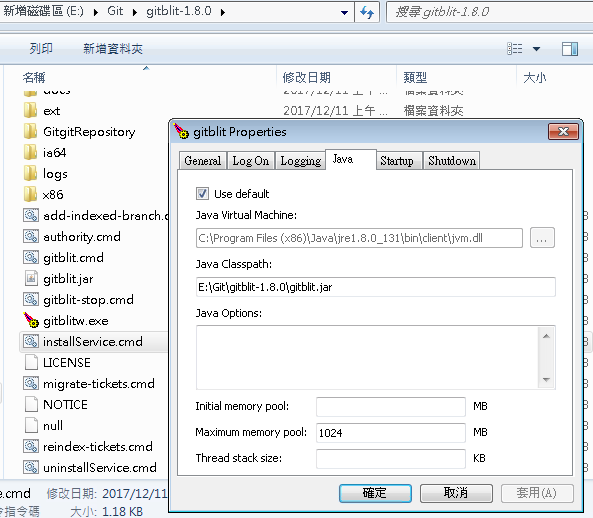 新增磁碟區 (E:) ▸ Git ▸ gitblit-1.8.0 ▸
搜尋 gitblit-1.8.0
列印 新增資料夾
名稱 修改日期 類型 大小
docs 2017/12/11 上午 ... 檔案資料夾
ext 2017/12/11 上午 ... 檔案資料夾
GitgitRepository
ia64
logs
x86
add-indexed-branch.c
authority.cmd
gitblit.cmd
gitblit.jar
gitblit-stop.cmd
gitblitw.exe
installService.cmd
LICENSE
migrate-tickets.cmd
NOTICE
null
reindex-tickets.cmd
uninstallService.cmd
e.cmd 修改日期: 2017/12/11
令指令碼 大小: 1.18 KB
gitblit Properties
General Log On Logging Java Startup Shutdown
Use default
Java Virtual Machine:
C:\Program Files (x86)\Java\jre1.8.0_131\bin\client\jvm.dll ...
Java Classpath:
E:\Git\gitblit-1.8.0\gitblit.jar
Java Options:
Initial memory pool: MB
Maximum memory pool: 1024 MB
Thread stack size: KB
確定 取消 套用(A)